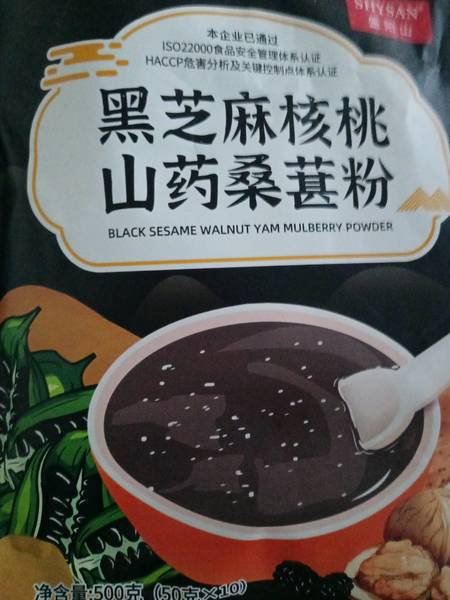 SHYSAN
本企业已通过
ISO22000食品安全管理体系认证
HACCP危害分析及关键控制点体系认证
黑芝麻核桃
山药桑葚粉
BLACK SESAME WALNUT YAM MULBERRY POWDER
净含量:500克（50克×10）